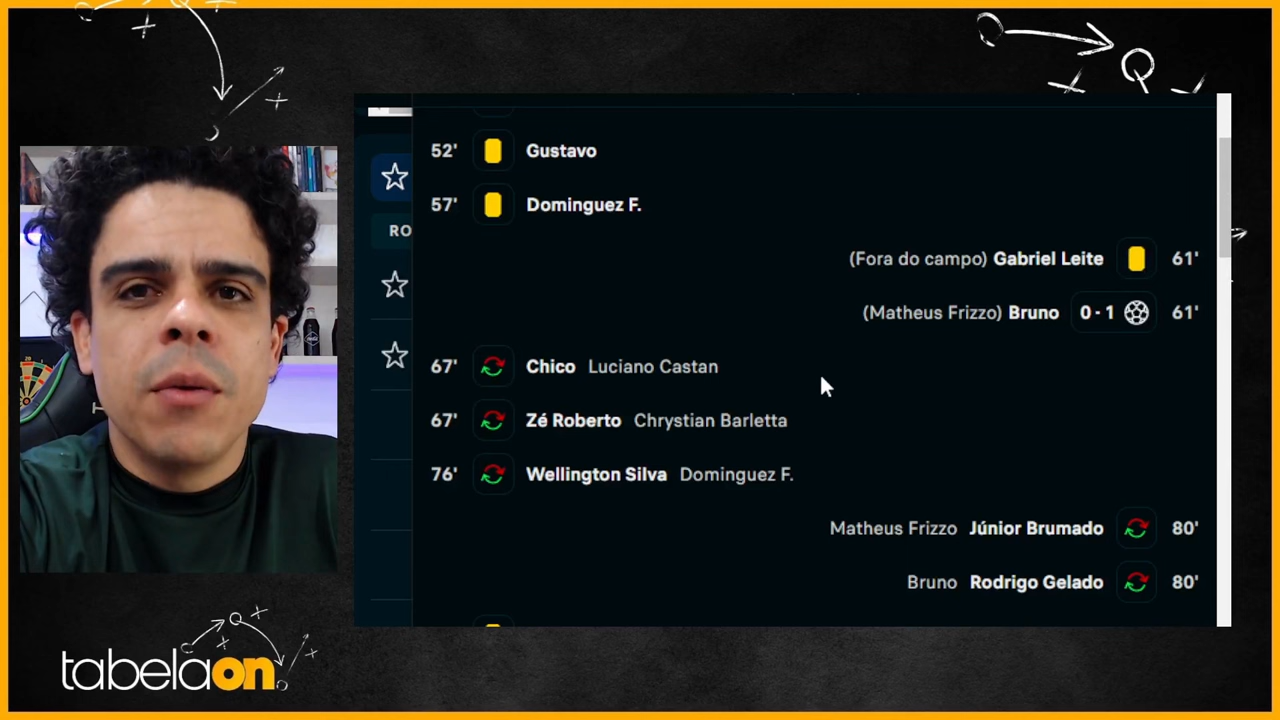 52' Gustavo
57' Dominguez F.
RO
(Fora do campo) Gabriel Leite 61'
(Matheus Frizzo) Bruno 0 - 1 61'
67' Chico Luciano Castan
67' Zé Roberto Chrystian Barletta
76' Wellington Silva Dominguez F.
Matheus Frizzo Júnior Brumado 80'
Bruno Rodrigo Gelado 80'
tabelaon